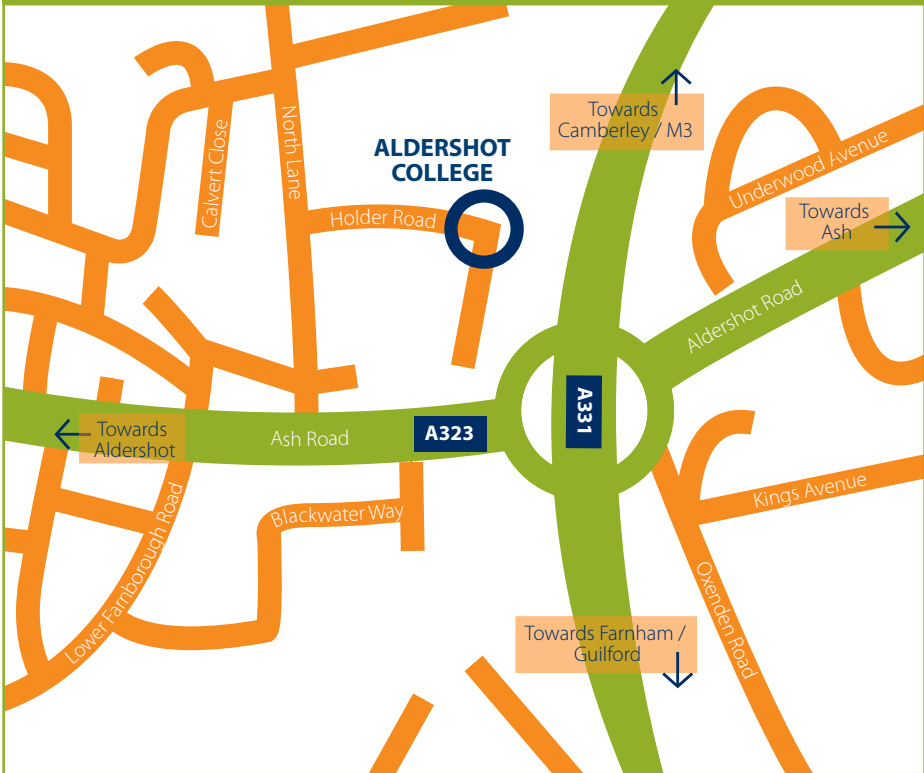 Towards
Camberley / M3
North Lane
Calvert Close
ALDERSHOT
COLLEGE
Underwood Avenue
Holder Road
Towards
Ash
Aldershot Road
A331
Towards
Aldershot
Ash Road
A323
Kings Avenue
Blackwater Way
Lower Farnborough Road
Oxenden Road
Towards Farnham /
Guilford